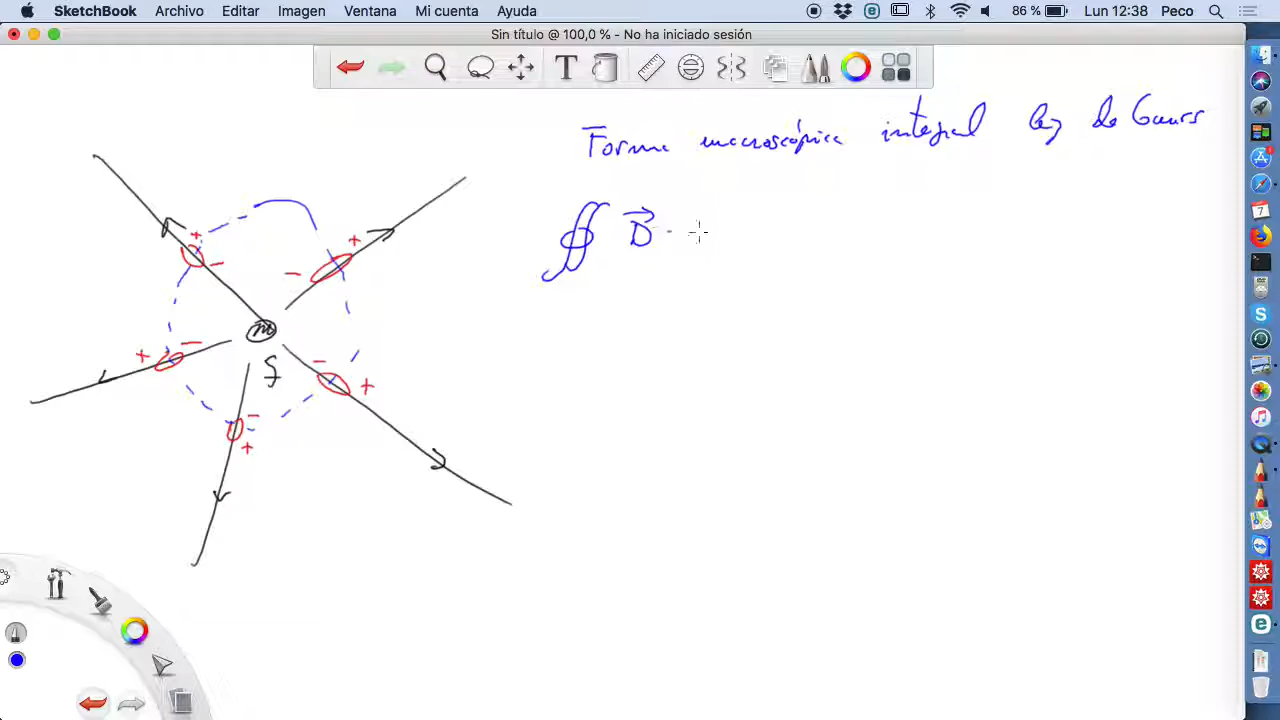 SketchBook Archivo Editar Imagen Ventana Mi cuenta Ayuda 86 % Lun 12:38 Peco
Sin título @ 100,0 % - No ha iniciado sesión
T
Forma macroscópica integral ley de Gauss
∯ D⃗ ·
+ −
+ −
+ −
− +
− +
m
7
S